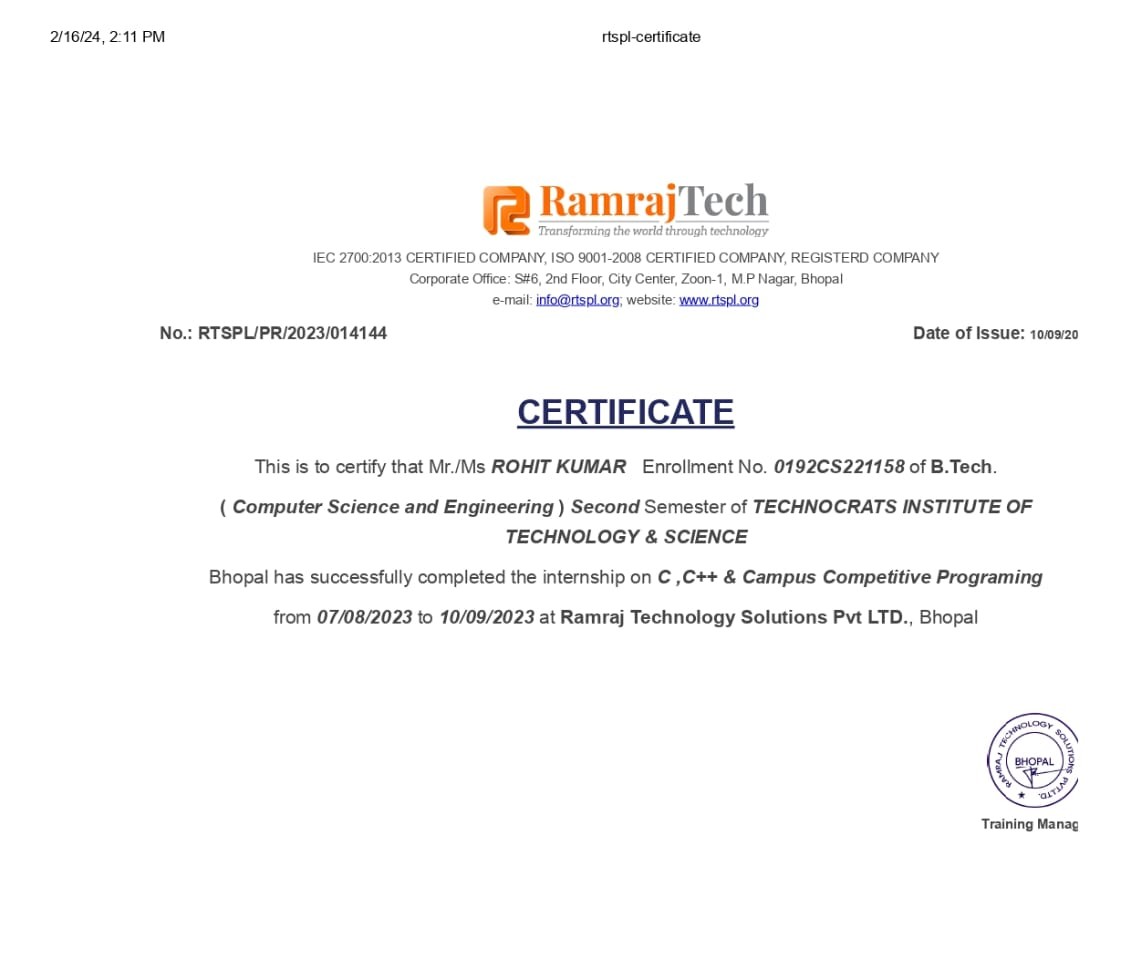 2/16/24, 2:11 PM rtspl-certificate
RamrajTech
Transforming the world through technology
IEC 2700:2013 CERTIFIED COMPANY, ISO 9001-2008 CERTIFIED COMPANY, REGISTERD COMPANY
Corporate Office: S#6, 2nd Floor, City Center, Zoon-1, M.P Nagar, Bhopal
e-mail: info@rtspl.org; website: www.rtspl.org
No.: RTSPL/PR/2023/014144 Date of Issue: 10/09/20
CERTIFICATE
This is to certify that Mr./Ms ROHIT KUMAR Enrollment No. 0192CS221158 of B.Tech.
( Computer Science and Engineering ) Second Semester of TECHNOCRATS INSTITUTE OF
TECHNOLOGY & SCIENCE
Bhopal has successfully completed the internship on C ,C++ & Campus Competitive Programing
from 07/08/2023 to 10/09/2023 at Ramraj Technology Solutions Pvt LTD., Bhopal
RAMRAJ TECHNOLOGY SOLUTIONS PVT.LTD.
BHOPAL
Training Manag